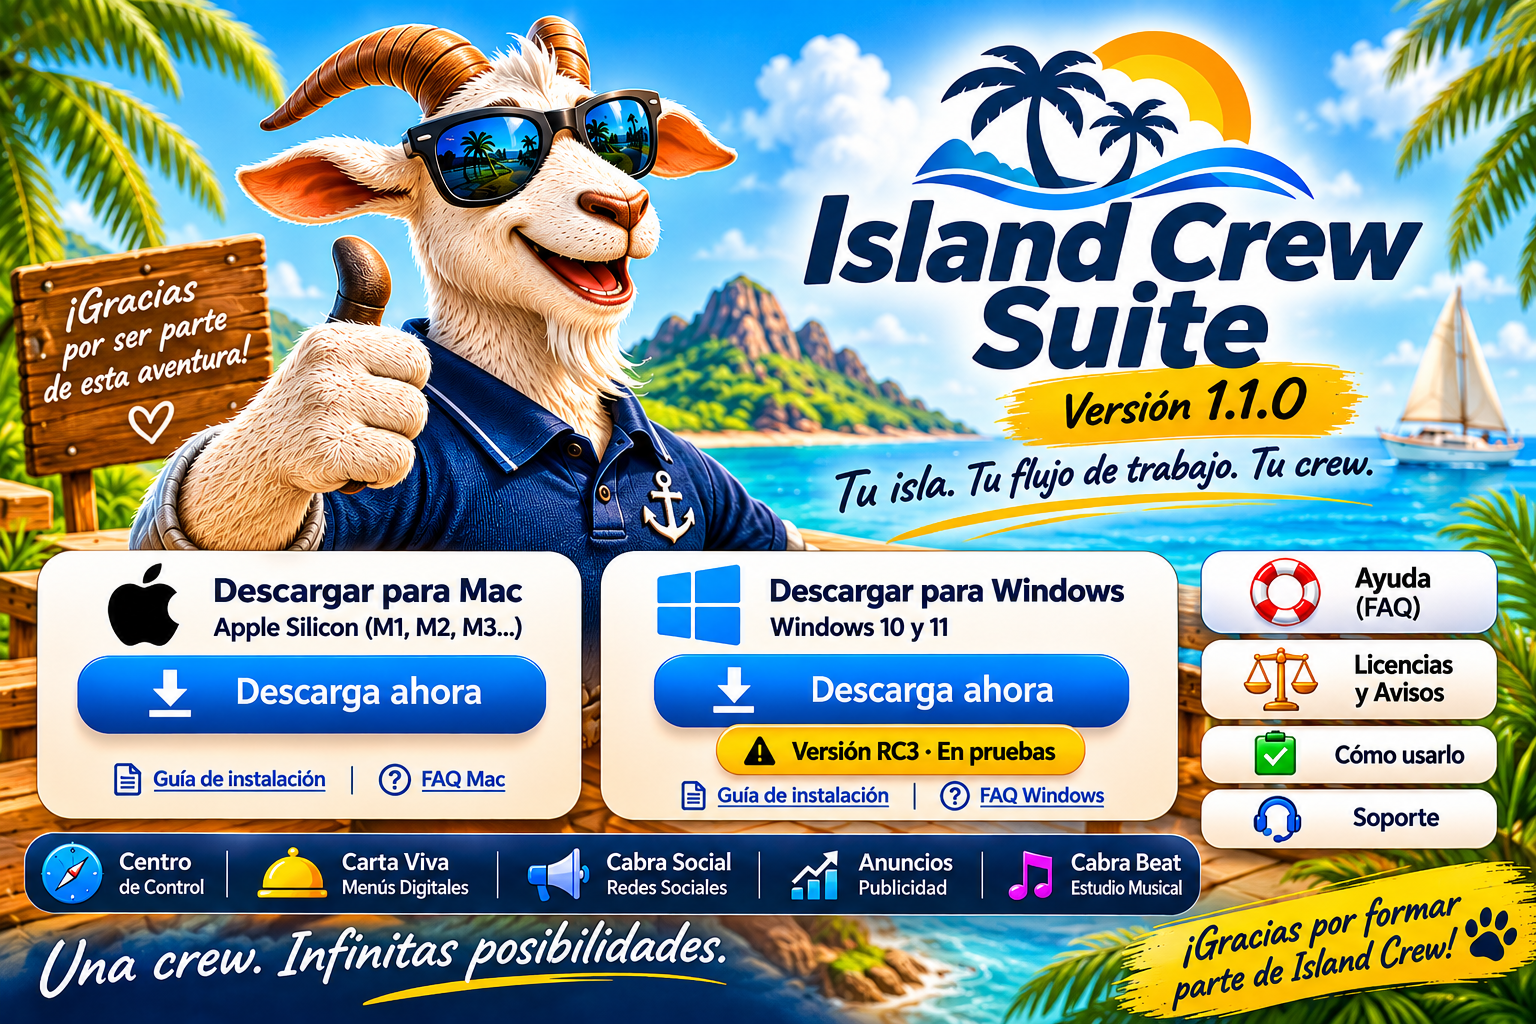 ¡Gracias
por ser parte
de esta aventura!
Island Crew
Suite
Versión 1.1.0
Tu isla. Tu flujo de trabajo. Tu crew.
Descargar para Mac
Apple Silicon (M1, M2, M3...)
Descarga ahora
Guía de instalación | FAQ Mac
Descargar para Windows
Windows 10 y 11
Descarga ahora
Versión RC3 · En pruebas
Guía de instalación | FAQ Windows
Ayuda
(FAQ)
Licencias
y Avisos
Cómo usarlo
Soporte
Centro
de Control
Carta Viva
Menús Digitales
Cabra Social
Redes Sociales
Anuncios
Publicidad
Cabra Beat
Estudio Musical
Una crew. Infinitas posibilidades.
¡Gracias por formar
parte de Island Crew!